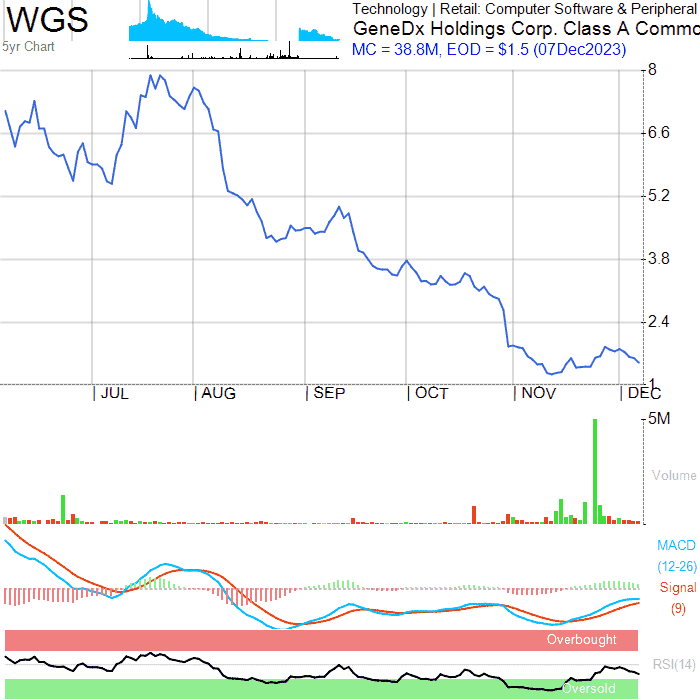 WGS
5yr Chart
Technology | Retail: Computer Software & Peripheral
GeneDx Holdings Corp. Class A Commo
MC = 38.8M, EOD = $1.5 (07Dec2023)
8
6.6
5.2
3.8
2.4
1
JUL AUG SEP OCT NOV DEC
5M
Volume
MACD
(12-26)
Signal
(9)
Overbought
RSI(14)
Oversold